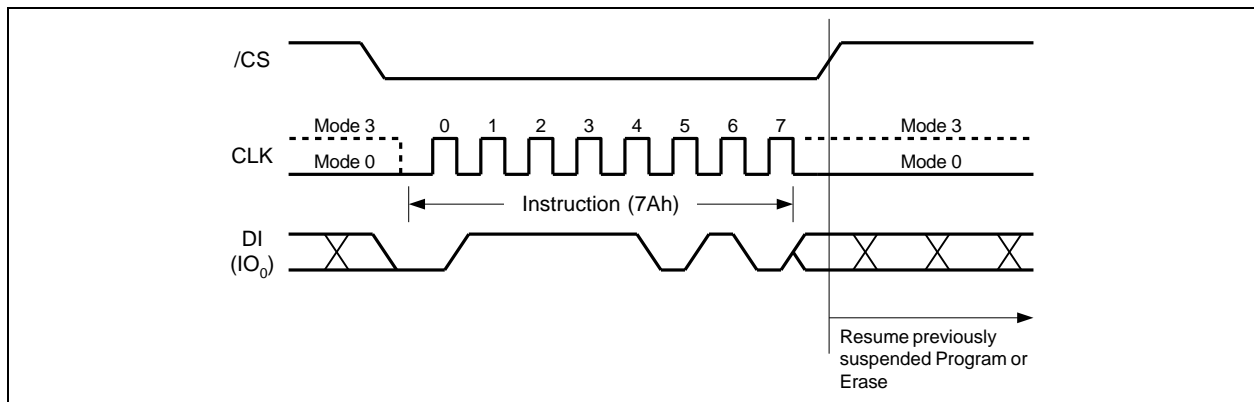 /CS
Mode 3 0 1 2 3 4 5 6 7 Mode 3
CLK
Mode 0 Mode 0
Instruction (7Ah)
DI
(IO₀)
Resume previously
suspended Program or
Erase